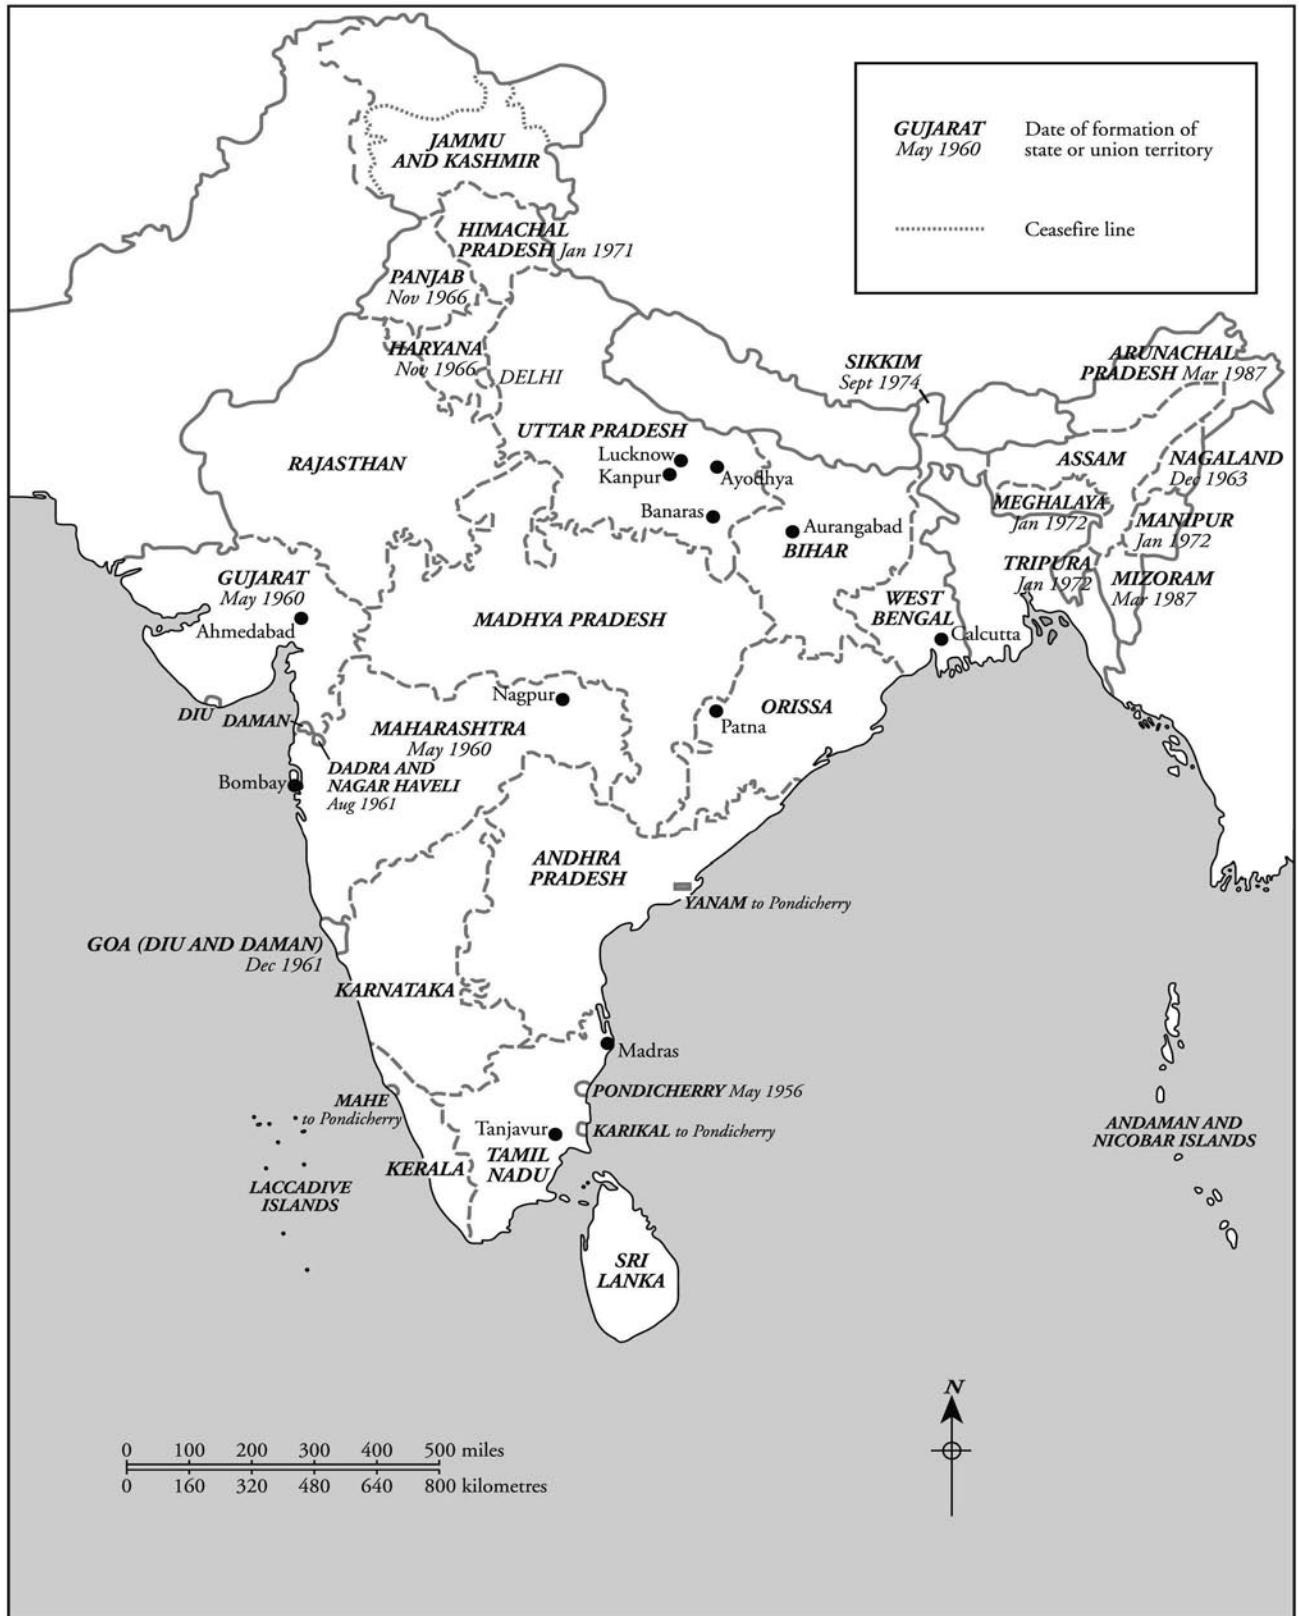 GUJARAT
May 1960
Date of formation of
state or union territory
Ceasefire line
JAMMU
AND KASHMIR
HIMACHAL
PRADESH Jan 1971
PANJAB
Nov 1966
HARYANA
Nov 1966
DELHI
SIKKIM
Sept 1974
ARUNACHAL
PRADESH Mar 1987
UTTAR PRADESH
RAJASTHAN
Lucknow
Kanpur
Ayodhya
ASSAM
NAGALAND
Dec 1963
Banaras
Aurangabad
BIHAR
MEGHALAYA
Jan 1972
MANIPUR
Jan 1972
TRIPURA
Jan 1972
MIZORAM
Mar 1987
GUJARAT
May 1960
Ahmedabad
MADHYA PRADESH
WEST
BENGAL
Calcutta
Nagpur
ORISSA
Patna
DIU
DAMAN
MAHARASHTRA
May 1960
DADRA AND
NAGAR HAVELI
Aug 1961
Bombay
ANDHRA
PRADESH
YANAM to Pondicherry
GOA (DIU AND DAMAN)
Dec 1961
KARNATAKA
Madras
PONDICHERRY May 1956
MAHE
to Pondicherry
Tanjavur
KARIKAL to Pondicherry
ANDAMAN AND
NICOBAR ISLANDS
KERALA
TAMIL
NADU
LACCADIVE
ISLANDS
SRI
LANKA
N
0 100 200 300 400 500 miles
0 160 320 480 640 800 kilometres